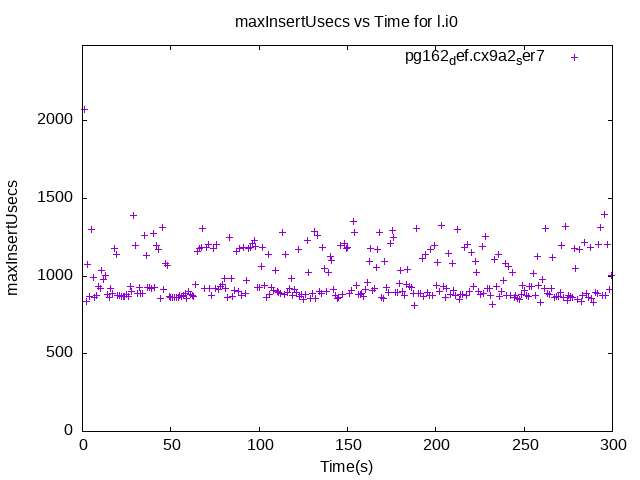 maxInsertUsecs vs Time for l.i0
pg162_def.cx9a2_ser7
2000
1500
1000
500
0
maxInsertUsecs
0 50 100 150 200 250 300
Time(s)